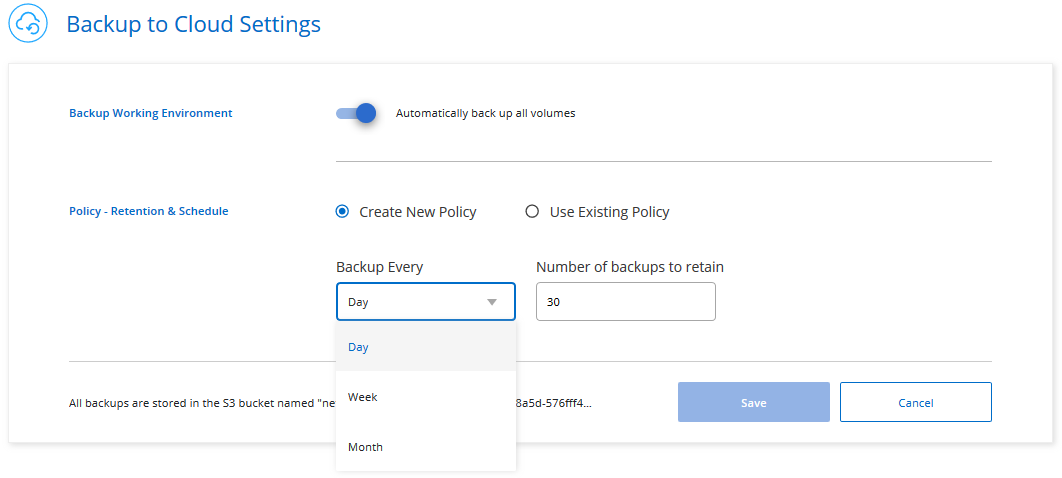 Backup to Cloud Settings
Backup Working Environment
Automatically back up all volumes
Policy - Retention & Schedule
Create New Policy
Use Existing Policy
Backup Every
Number of backups to retain
Day
30
Day
Week
Month
All backups are stored in the S3 bucket named "ne 8a5d-576fff4...
Save
Cancel